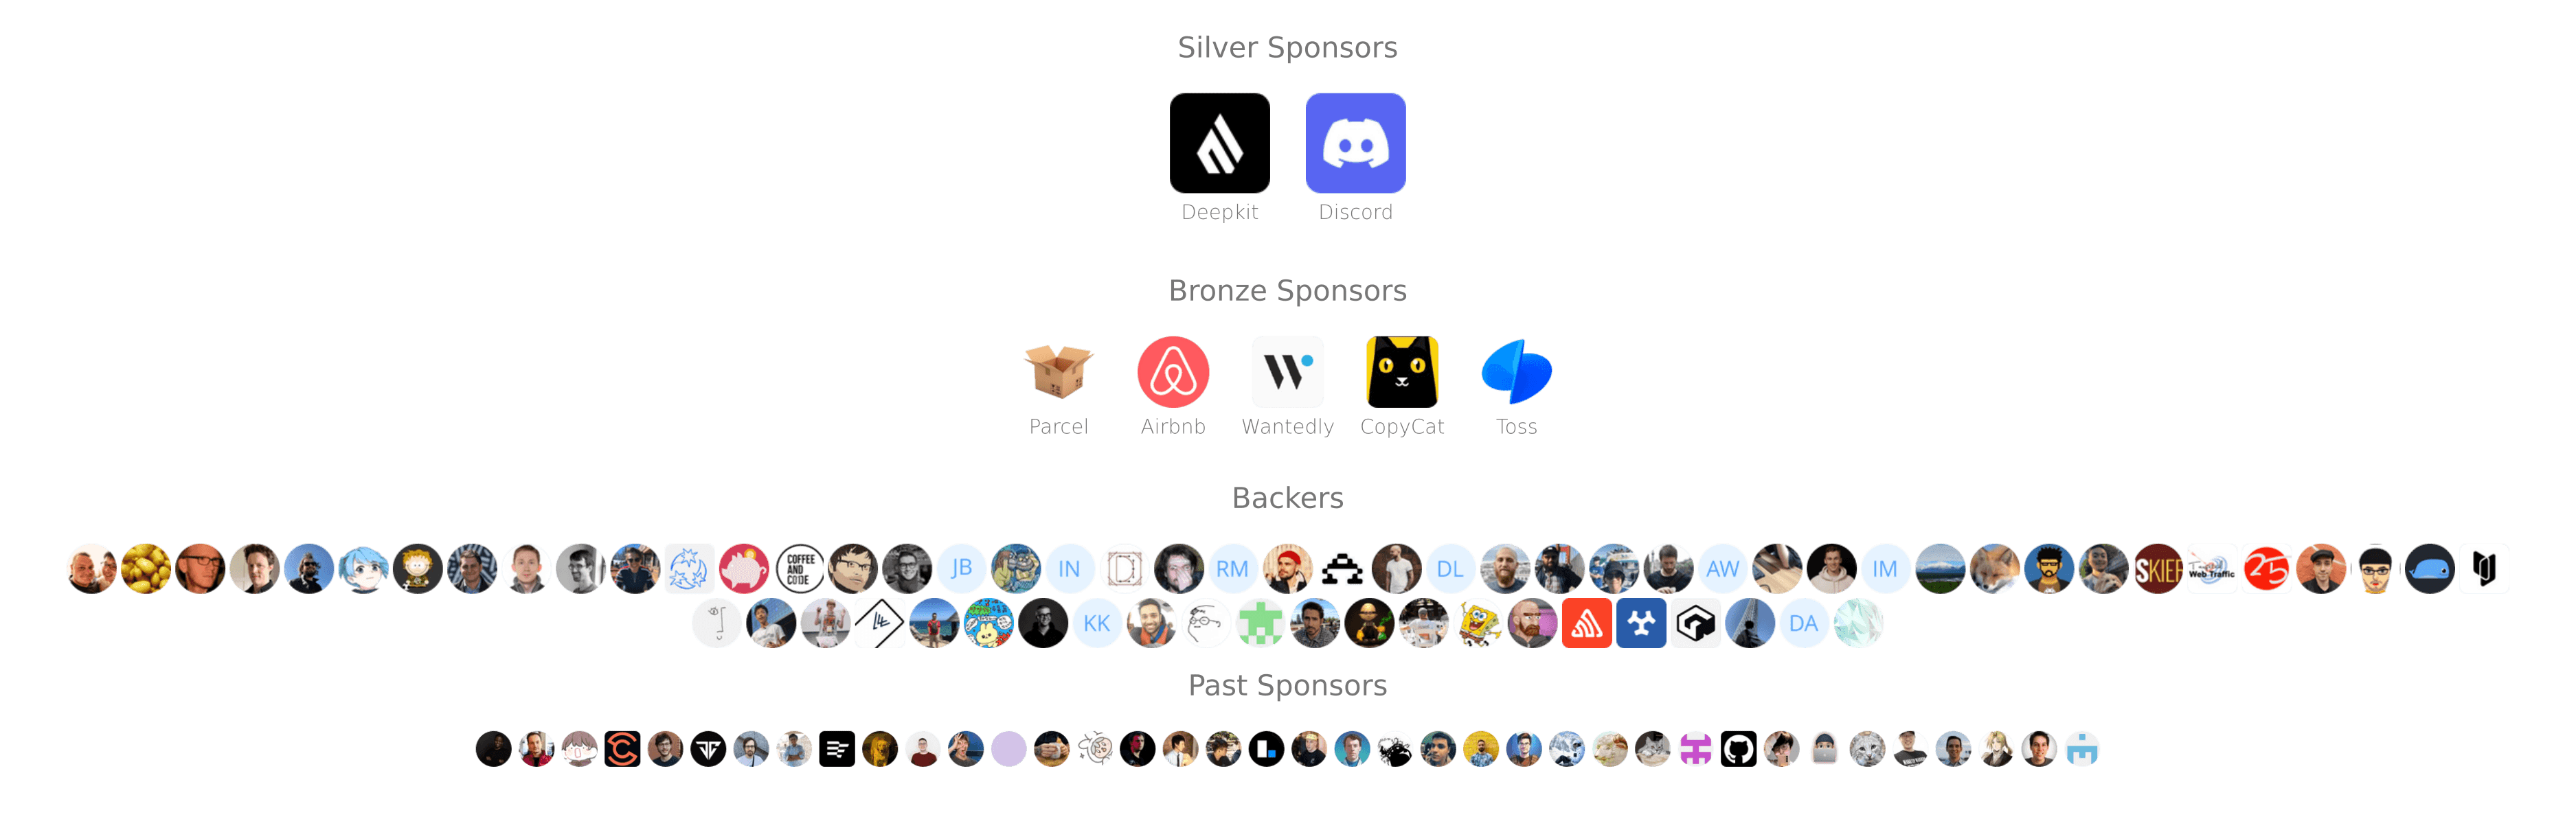 Silver Sponsors
Deepkit Discord
Bronze Sponsors
Parcel Airbnb Wantedly CopyCat Toss
Backers
COFFEE AND CODE JB IN RM DL AW IM SKIEF Web Traffic 25
KK DA
Past Sponsors